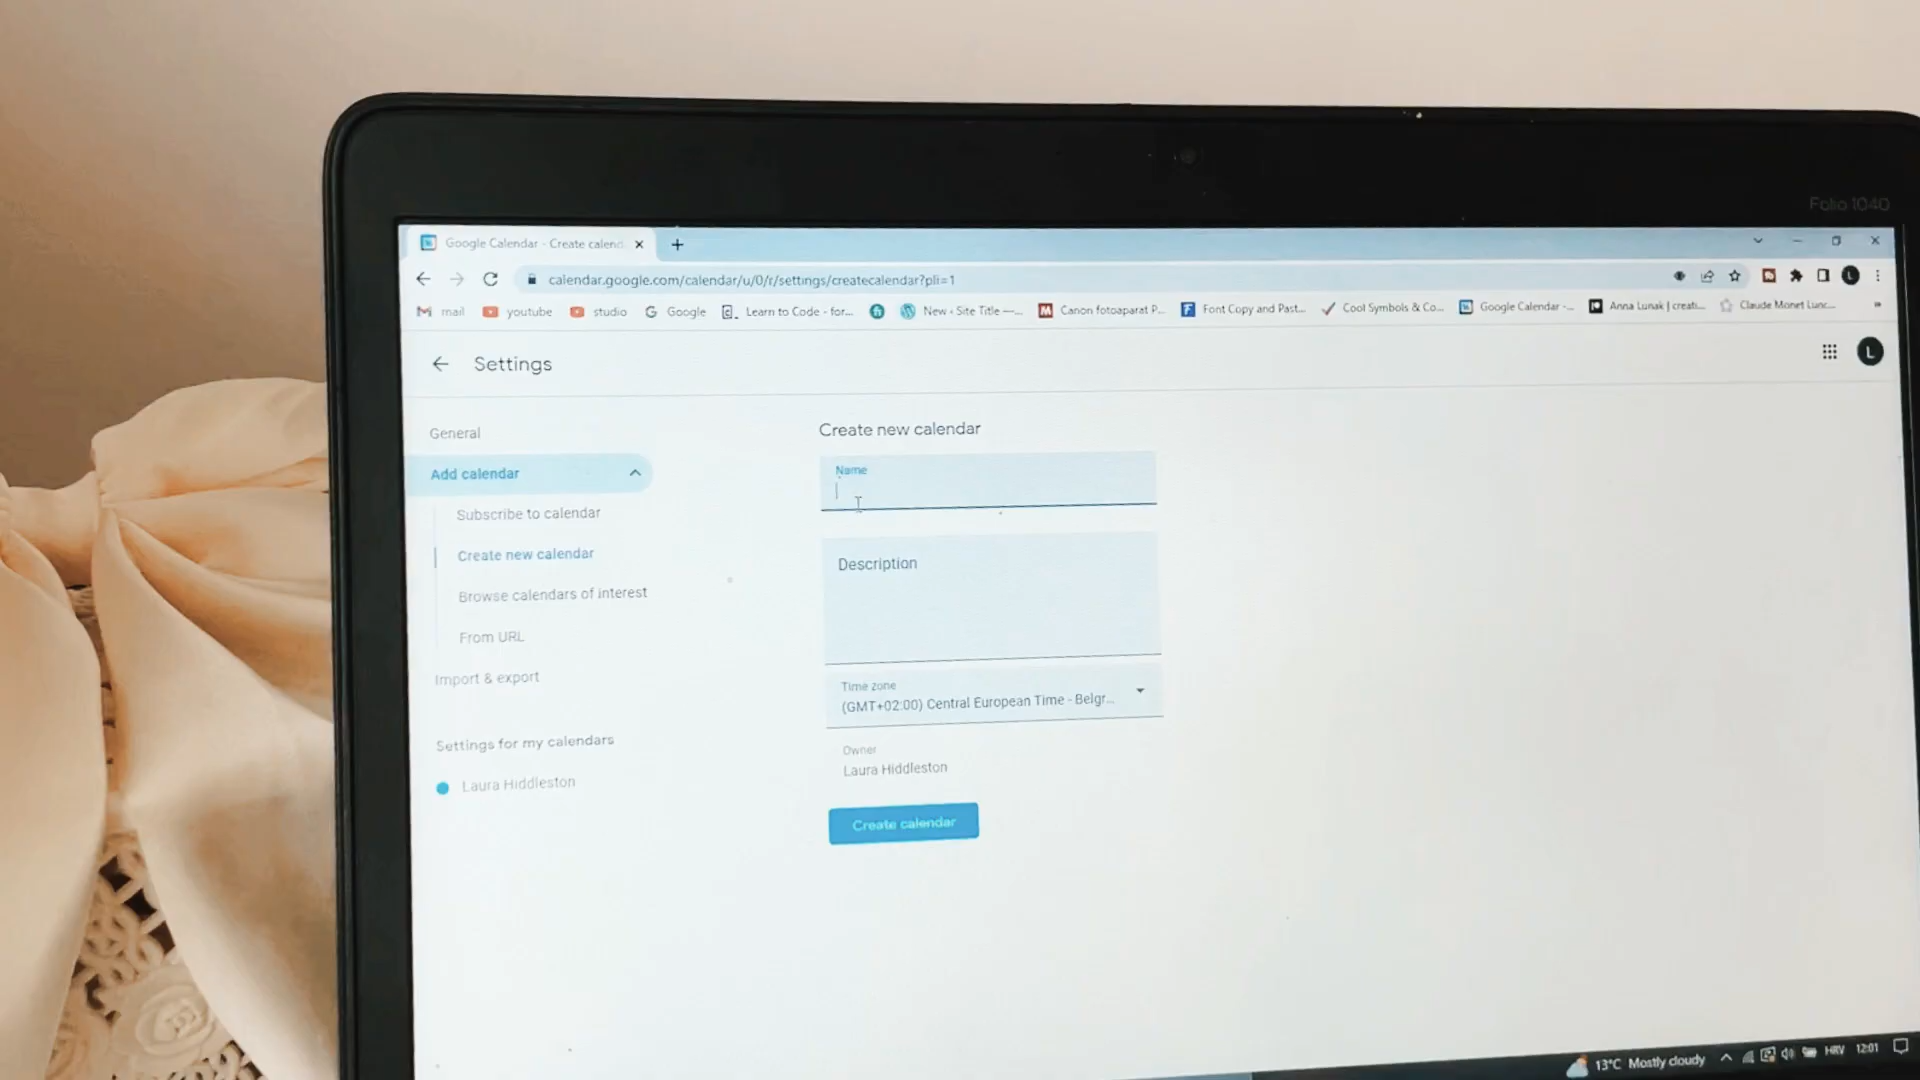 Folio 1040
Google Calendar - Create calend
calendar.google.com/calendar/u/0/r/settings/createcalendar?pli=1
mail youtube studio Google Learn to Code - for... New ‹ Site Title —... Canon fotoaparat P... Font Copy and Past... Cool Symbols & Co... Google Calendar -... Anna Lunak | creati... Claude Monet Lunc...
Settings
L
General
Add calendar
Subscribe to calendar
Create new calendar
Browse calendars of interest
From URL
Import & export
Settings for my calendars
Laura Hiddleston
Create new calendar
Name
Description
Time zone
(GMT+02:00) Central European Time - Belgr...
Owner
Laura Hiddleston
Create calendar
13°C Mostly cloudy HRV 12:01